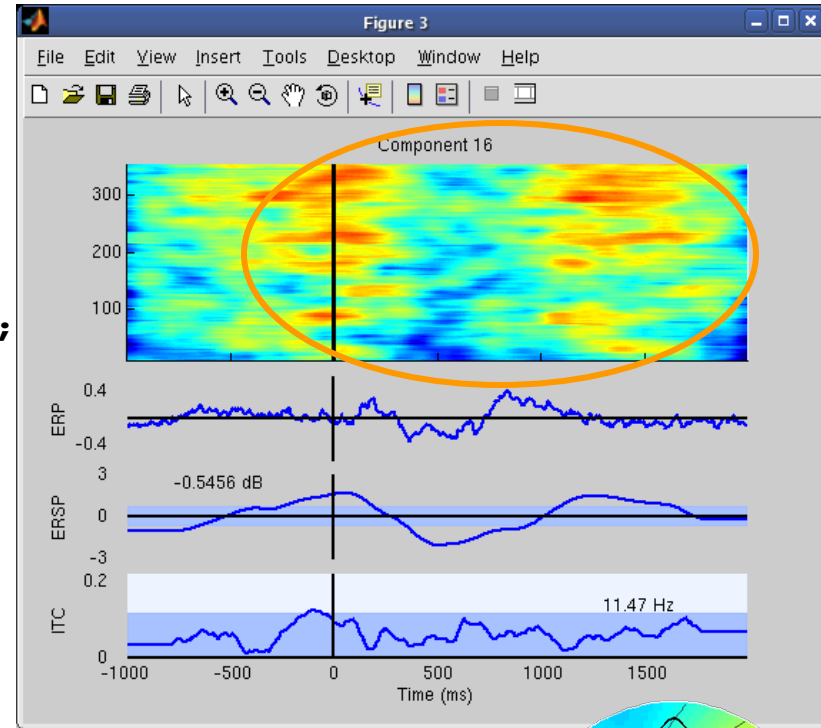 Figure 3
File Edit View Insert Tools Desktop Window Help
Component 16
300
200
100
;
ERP
0.4
-0.4
ERSP
3
0
-3
-0.5456 dB
ITC
0.2
0
11.47 Hz
-1000 -500 0 500 1000 1500
Time (ms)